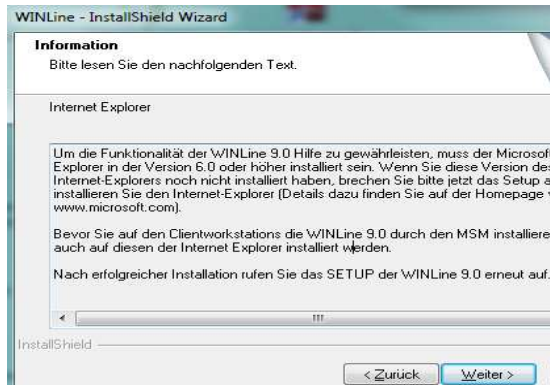 WINLine - InstallShield Wizard
Information
Bitte lesen Sie den nachfolgenden Text.
Internet Explorer
Um die Funktionalität der WINLine 9.0 Hilfe zu gewährleisten, muss der Microsof
Explorer in der Version 6.0 oder höher installiert sein. Wenn Sie diese Version des
Internet-Explorers noch nicht installiert haben, brechen Sie bitte jetzt das Setup a
installieren Sie den Internet-Explorer (Details dazu finden Sie auf der Homepage
www.microsoft.com).
Bevor Sie auf den Clientworkstations die WINLine 9.0 durch den MSM installiere
auch auf diesen der Internet Explorer installiert werden.
Nach erfolgreicher Installation rufen Sie das SETUP der WINLine 9.0 erneut auf.
InstallShield
< Zurück Weiter >